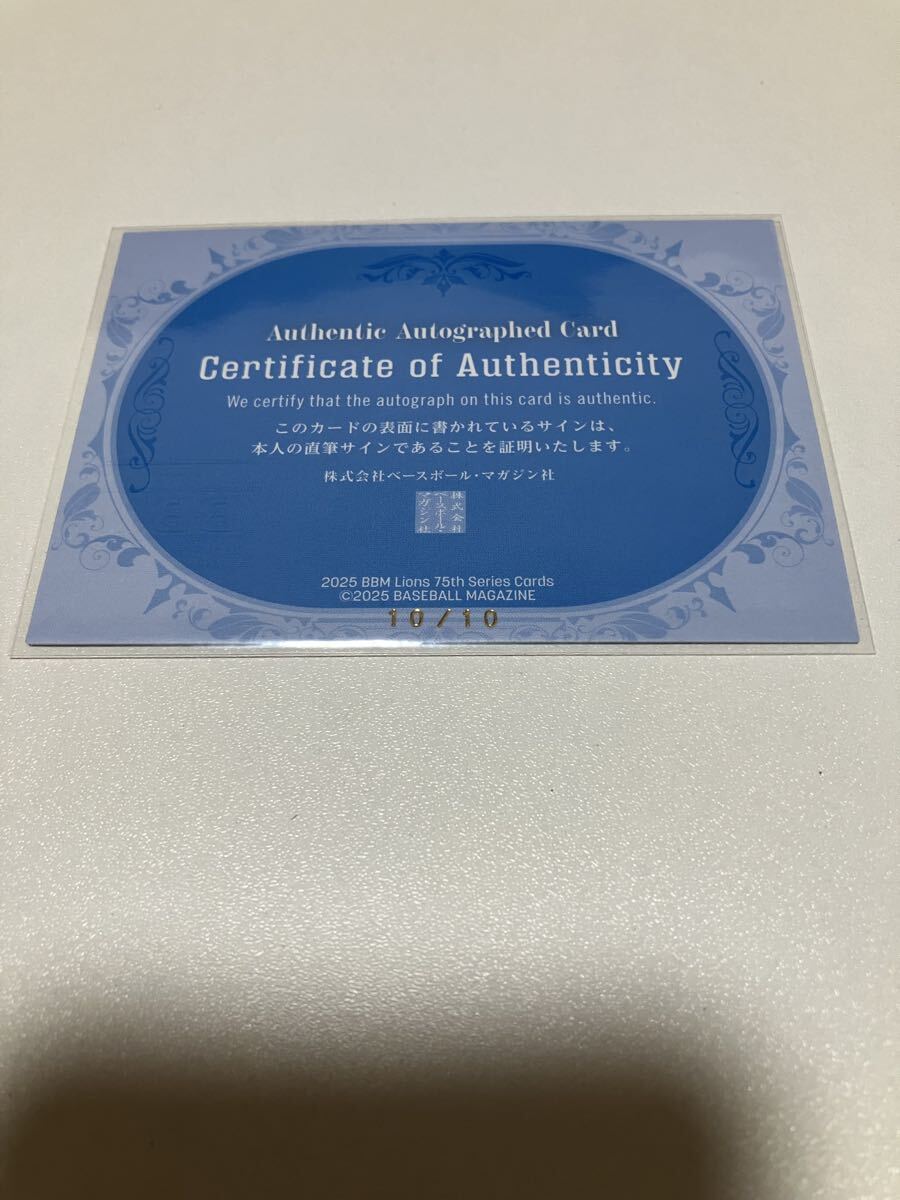 Authentic Autographed Card
Certificate of Authenticity
We certify that the autograph on this card is authentic.
このカードの表面に書かれているサインは、
本人の直筆サインであることを証明いたします。
株式会社ベースボール・マガジン社
株式会社
ベースボール・
マガジン社
2025 BBM Lions 75th Series Cards
©2025 BASEBALL MAGAZINE
10/10